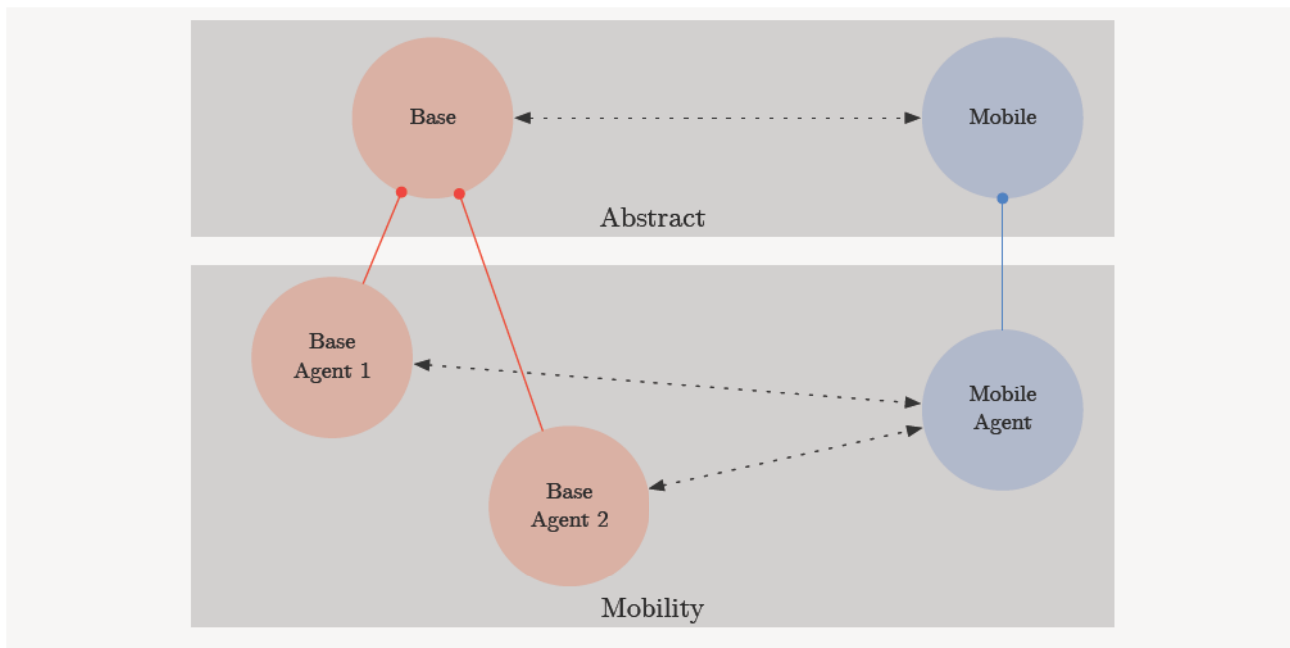 Base
Mobile
Abstract
Base
Agent 1
Mobile
Agent
Base
Agent 2
Mobility